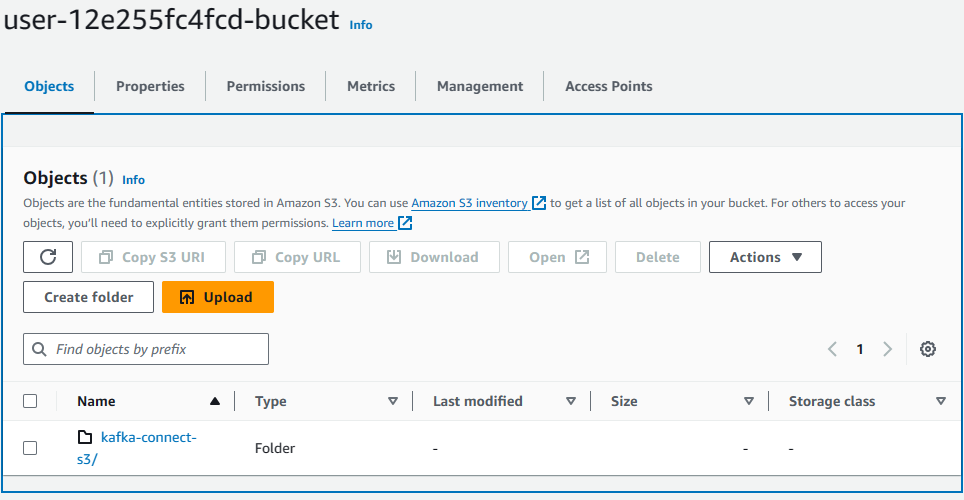 user-12e255fc4fcd-bucket Info
Objects Properties Permissions Metrics Management Access Points
Objects (1) Info
Objects are the fundamental entities stored in Amazon S3. You can use Amazon S3 inventory to get a list of all objects in your bucket. For others to access your
objects, you'll need to explicitly grant them permissions. Learn more
Copy S3 URI Copy URL Download Open Delete Actions
Create folder Upload
Find objects by prefix 1
Name Type Last modified Size Storage class
kafka-connect-
s3/
Folder - - -